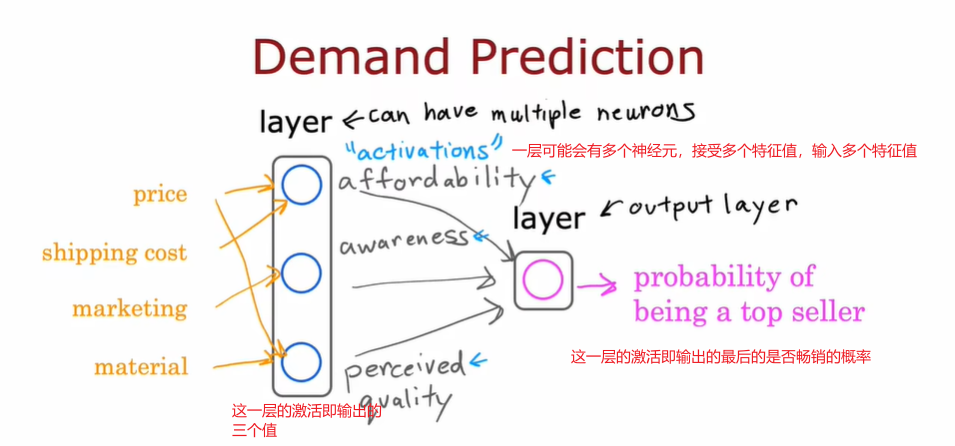 Demand Prediction
layer ← can have multiple neurons
"activations"
一层可能会有多个神经元，接受多个特征值，输入多个特征值
affordability
price
layer ← output layer
shipping cost
awareness
probability of
being a top seller
marketing
material
perceived
quality
这一层的激活即输出的最后的是否畅销的概率
这一层的激活即输出的
三个值